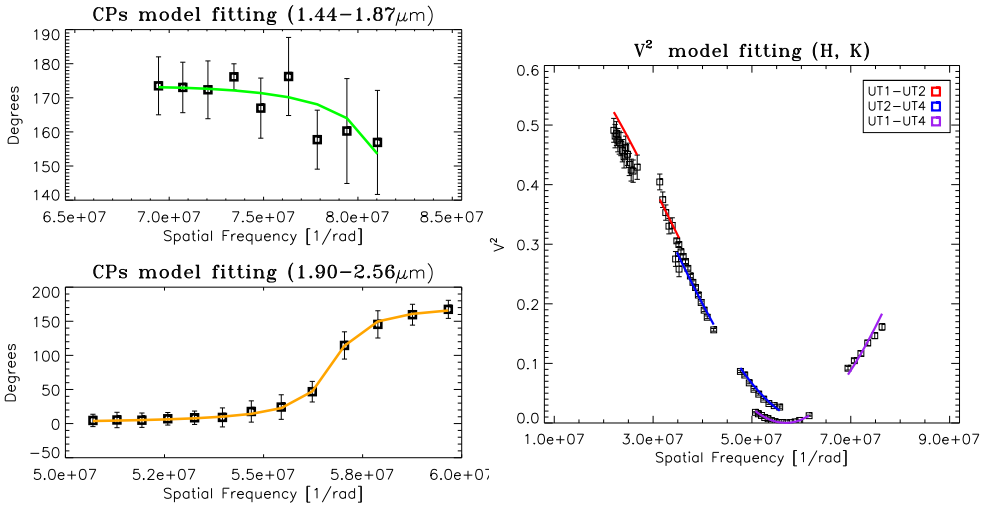 CPs model fitting (1.44−1.87μm)
190
180
170
160
150
140
Degrees
6.5e+07 7.0e+07 7.5e+07 8.0e+07 8.5e+07
Spatial Frequency [1/rad]
CPs model fitting (1.90−2.56μm)
200
150
100
50
0
−50
Degrees
5.0e+07 5.2e+07 5.5e+07 5.8e+07 6.0e+07
Spatial Frequency [1/rad]
V² model fitting (H, K)
UT1−UT2
UT2−UT4
UT1−UT4
0.6
0.5
0.4
0.3
0.2
0.1
0.0
V²
1.0e+07 3.0e+07 5.0e+07 7.0e+07 9.0e+07
Spatial Frequency [1/rad]